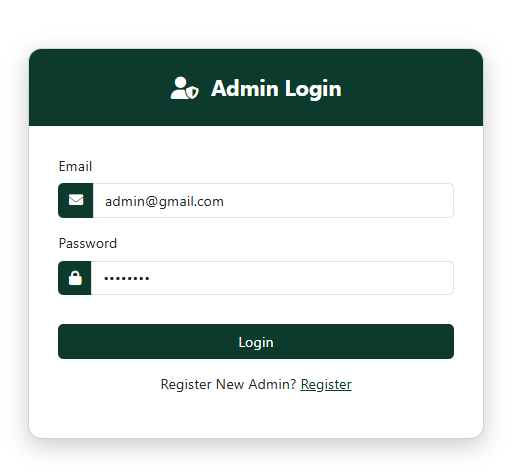 Admin Login
Email
admin@gmail.com
Password
••••••••
Login
Register New Admin? Register